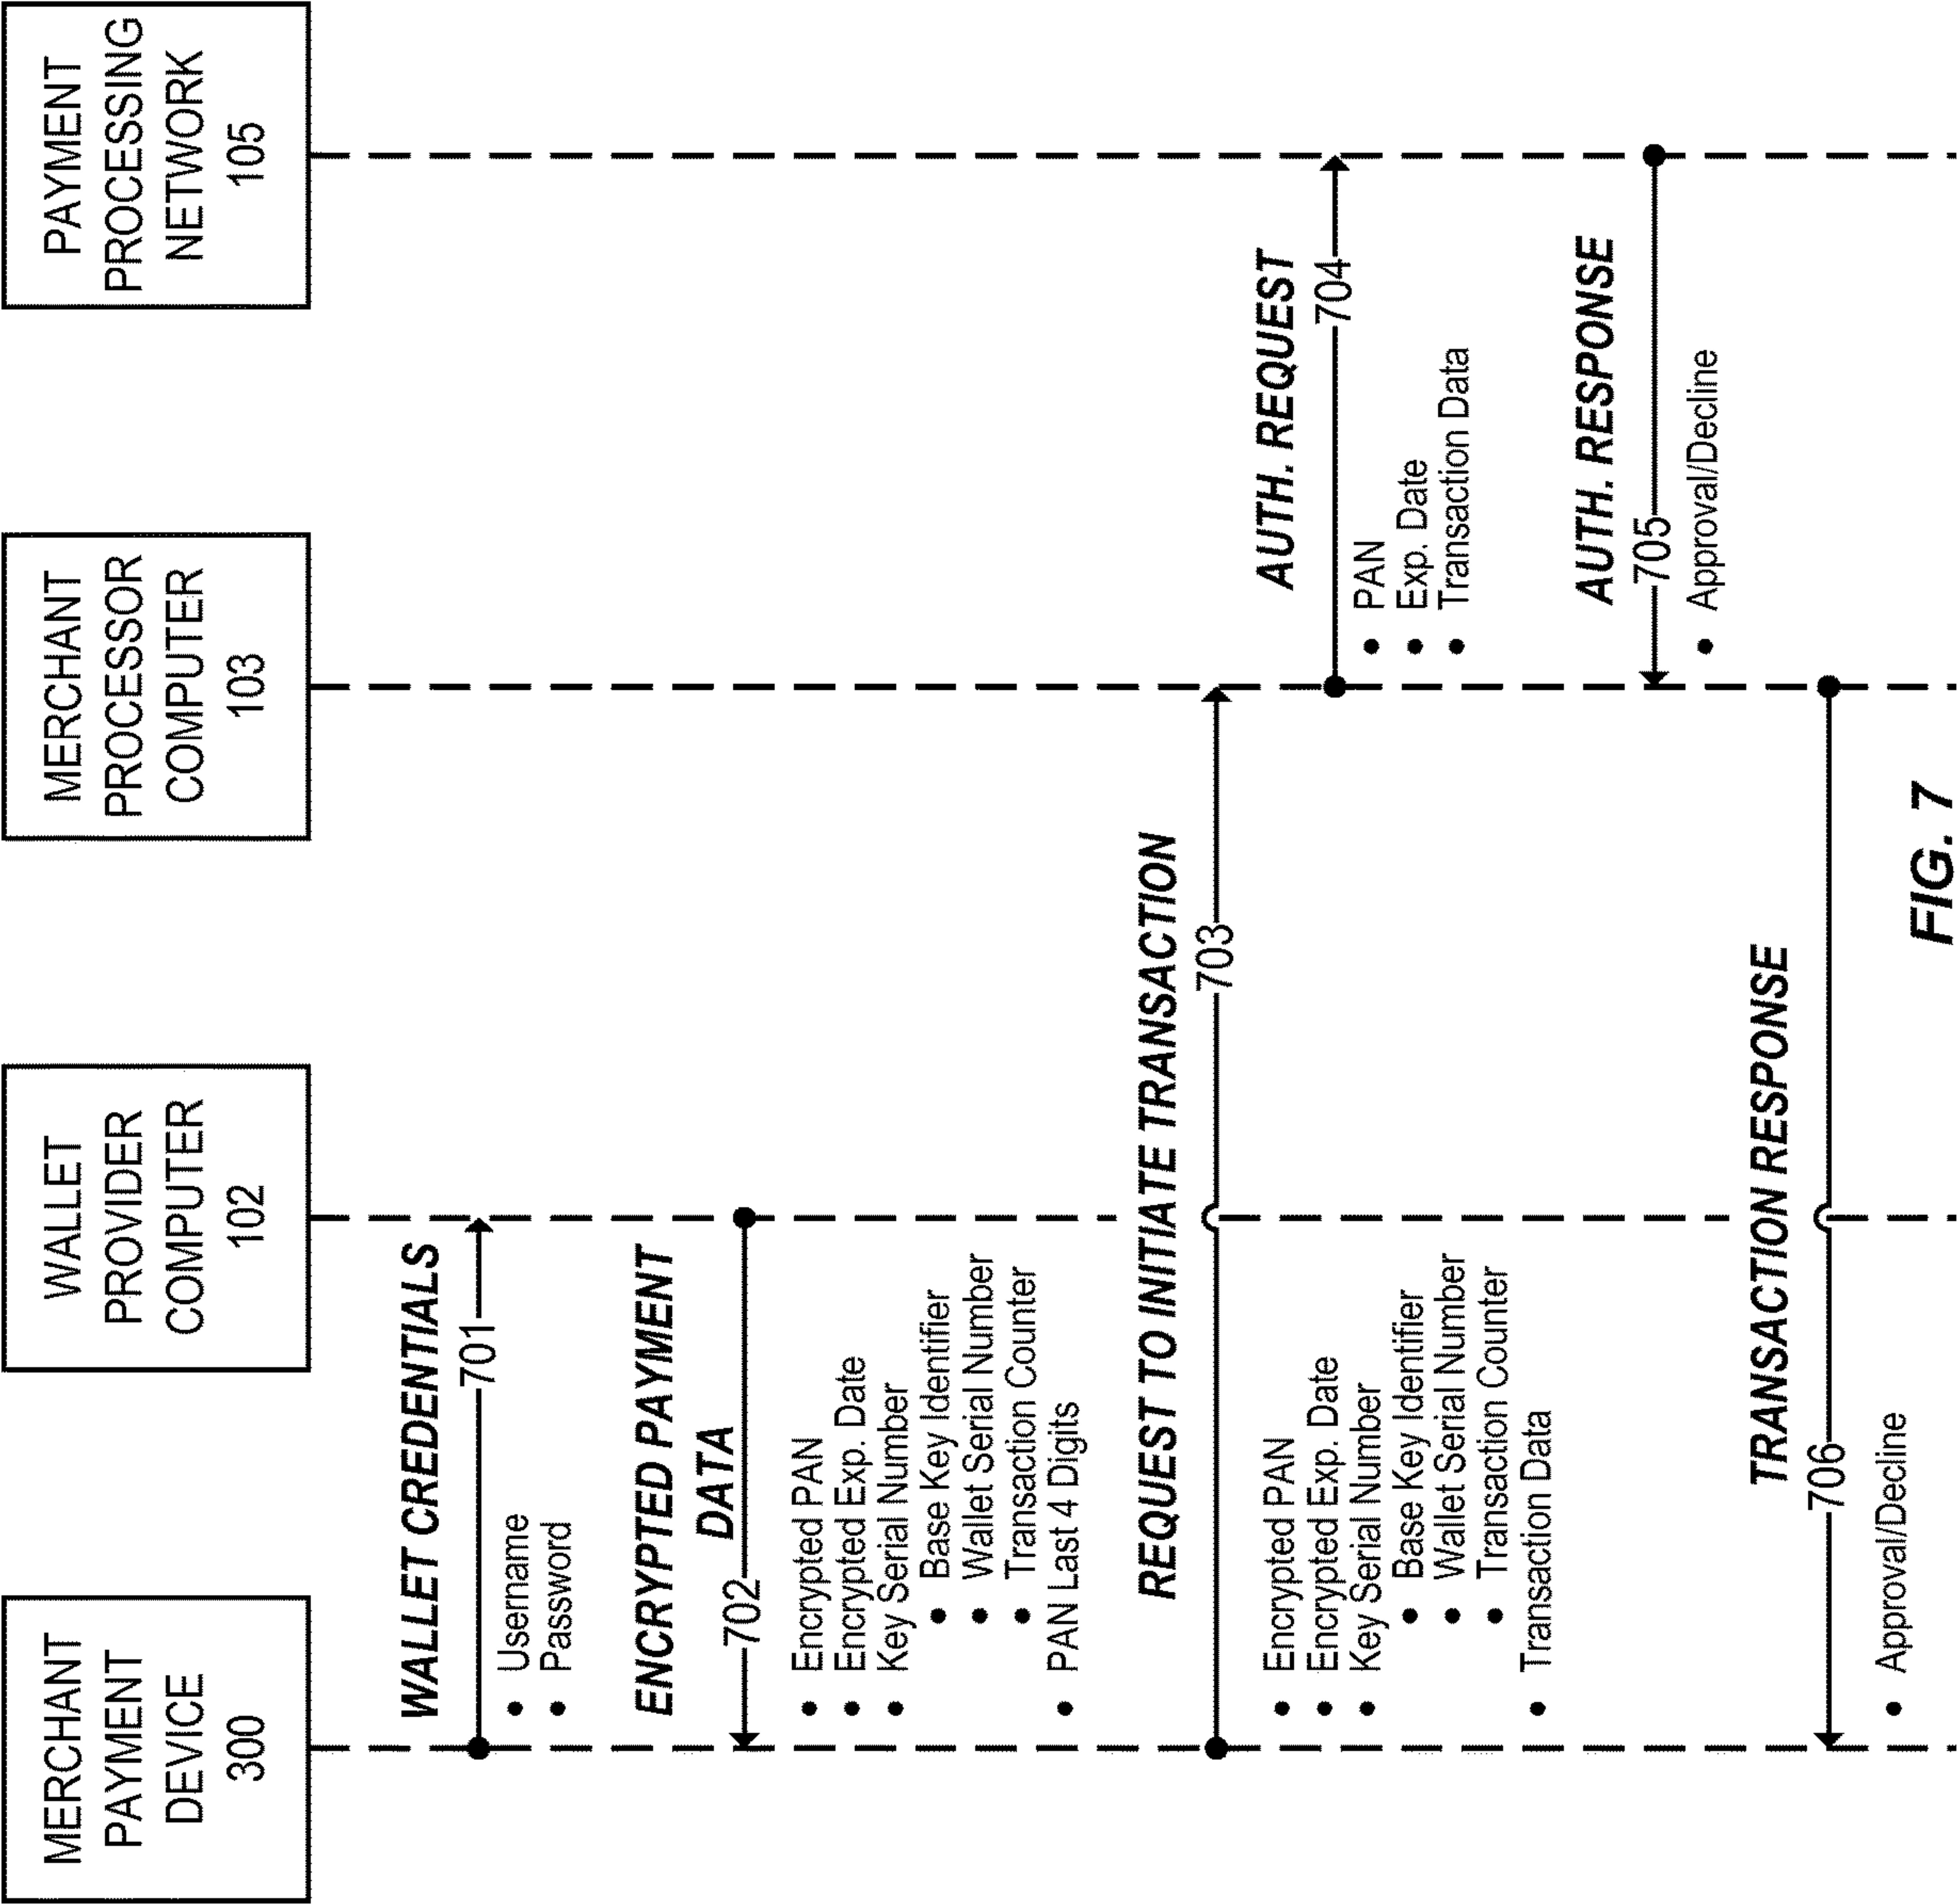 MERCHANT
PAYMENT
DEVICE
300
WALLET
PROVIDER
COMPUTER
102
MERCHANT
PROCESSOR
COMPUTER
103
PAYMENT
PROCESSING
NETWORK
105
WALLET CREDENTIALS
701
• Username
• Password
ENCRYPTED PAYMENT
DATA
702
• Encrypted PAN
• Encrypted Exp. Date
• Key Serial Number
• Base Key Identifier
• Wallet Serial Number
• Transaction Counter
• PAN Last 4 Digits
REQUEST TO INITIATE TRANSACTION
703
• Encrypted PAN
• Encrypted Exp. Date
• Key Serial Number
• Base Key Identifier
• Wallet Serial Number
• Transaction Counter
• Transaction Data
AUTH. REQUEST
704
• PAN
• Exp. Date
• Transaction Data
AUTH. RESPONSE
705
• Approval/Decline
TRANSACTION RESPONSE
706
• Approval/Decline
FIG. 7